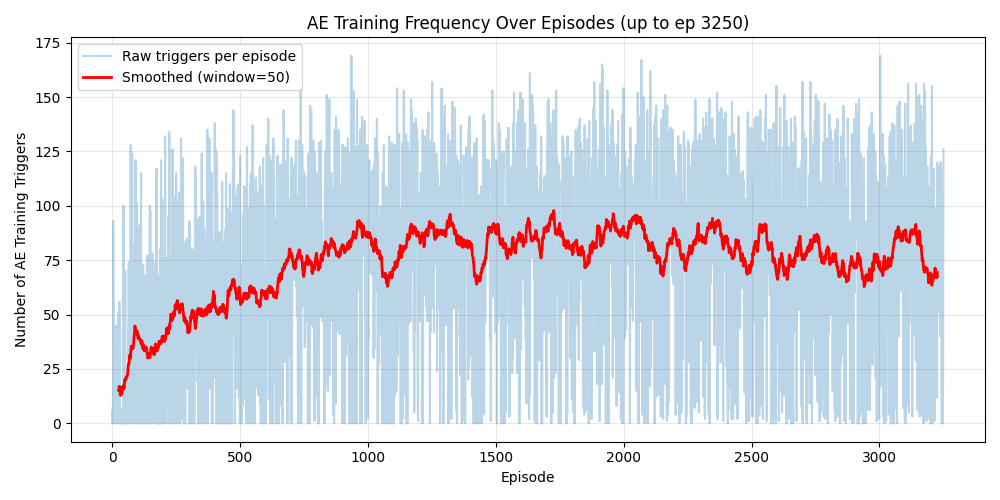 AE Training Frequency Over Episodes (up to ep 3250)
Raw triggers per episode
Smoothed (window=50)
Number of AE Training Triggers
175
150
125
100
75
50
25
0
0 500 1000 1500 2000 2500 3000
Episode